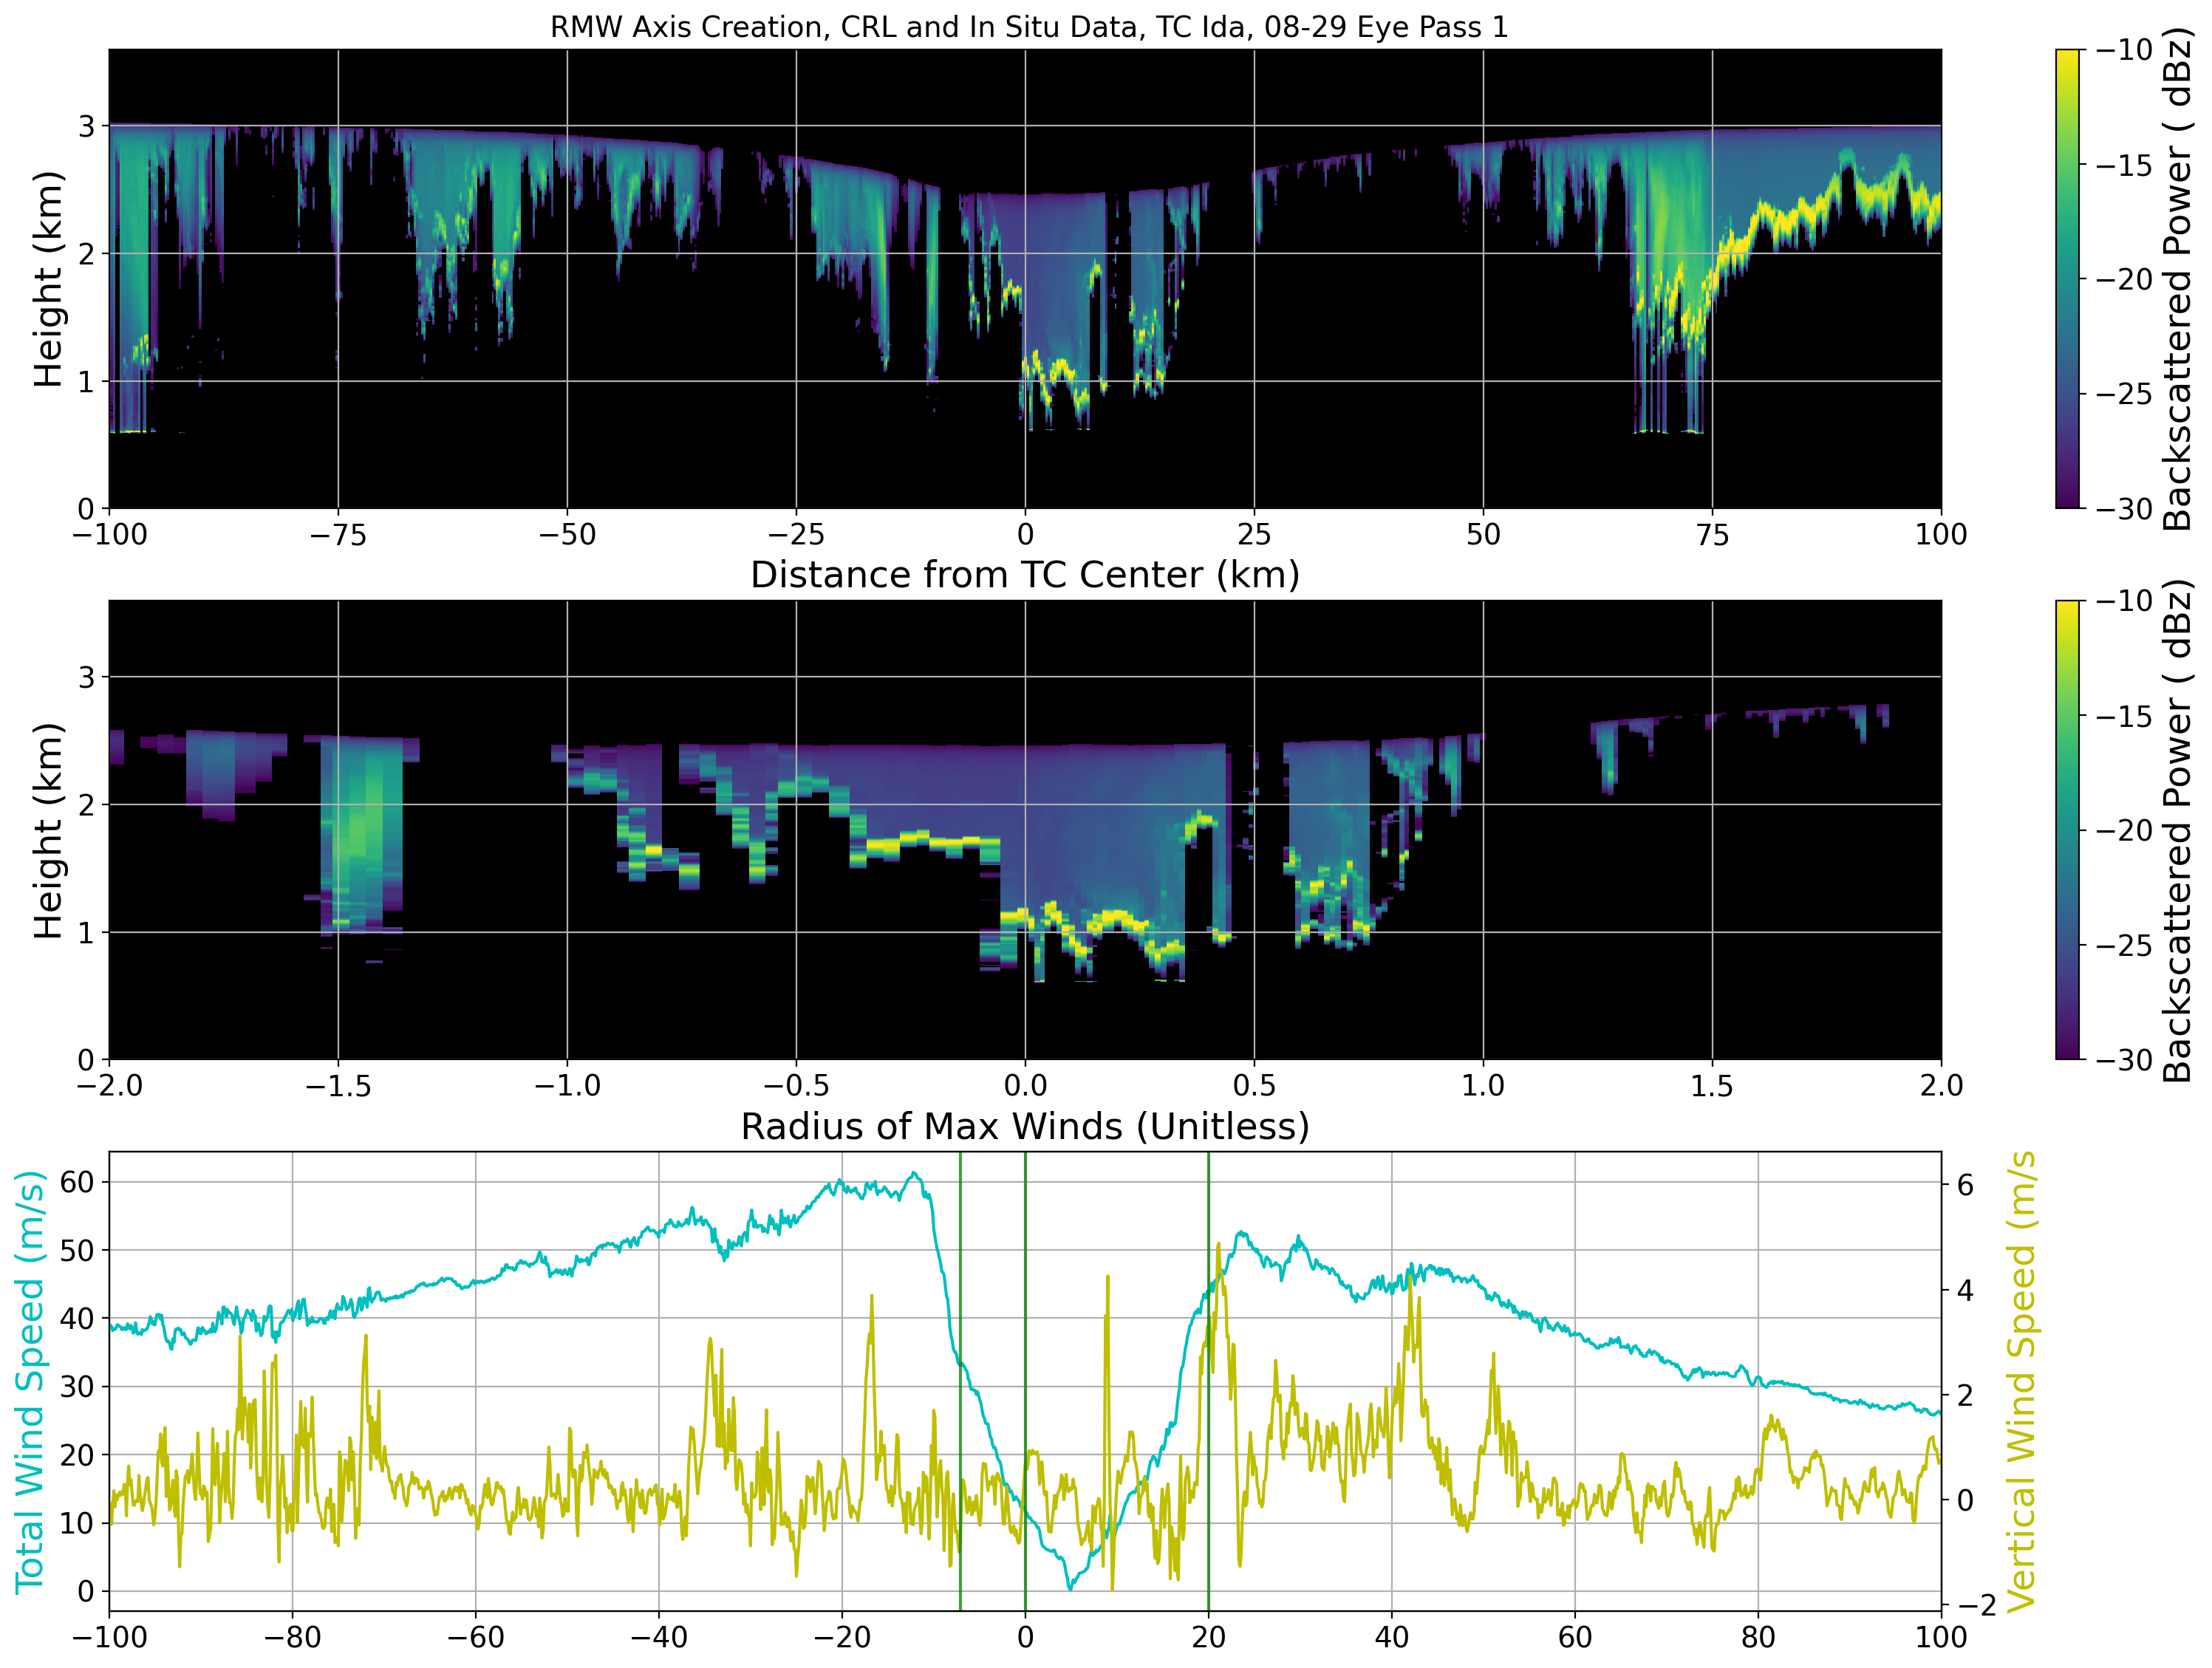 RMW Axis Creation, CRL and In Situ Data, TC Ida, 08-29 Eye Pass 1
Height (km)
3
2
1
0
−100 −75 −50 −25 0 25 50 75 100
Distance from TC Center (km)
−10
−15
−20
−25
−30
Backscattered Power ( dBz)
Height (km)
3
2
1
0
−2.0 −1.5 −1.0 −0.5 0.0 0.5 1.0 1.5 2.0
Radius of Max Winds (Unitless)
−10
−15
−20
−25
−30
Backscattered Power ( dBz)
Total Wind Speed (m/s)
60
50
40
30
20
10
0
−100 −80 −60 −40 −20 0 20 40 60 80 100
6
4
2
0
−2
Vertical Wind Speed (m/s